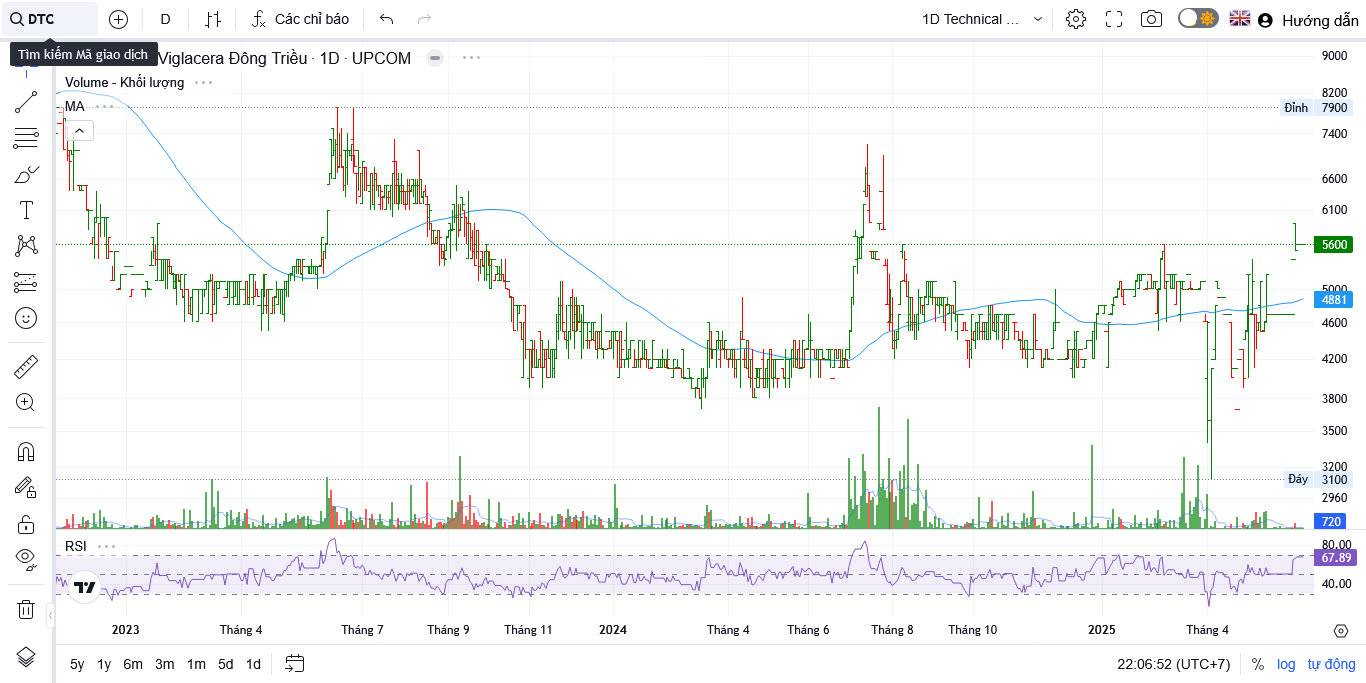 DTC
D
Các chỉ báo
1D Technical ...
Hướng dẫn
Tìm kiếm Mã giao dịch
Viglacera Đông Triều · 1D · UPCOM
Volume - Khối lượng
MA
9000
8200
Đỉnh 7900
7400
6600
6100
5600
5000
4881
4600
4200
3800
3500
3200
Đáy 3100
2960
720
RSI
80.00
67.89
40.00
2023 Tháng 4 Tháng 7 Tháng 9 Tháng 11 2024 Tháng 4 Tháng 6 Tháng 8 Tháng 10 2025 Tháng 4
5y 1y 6m 3m 1m 5d 1d
22:06:52 (UTC+7) % log tự động